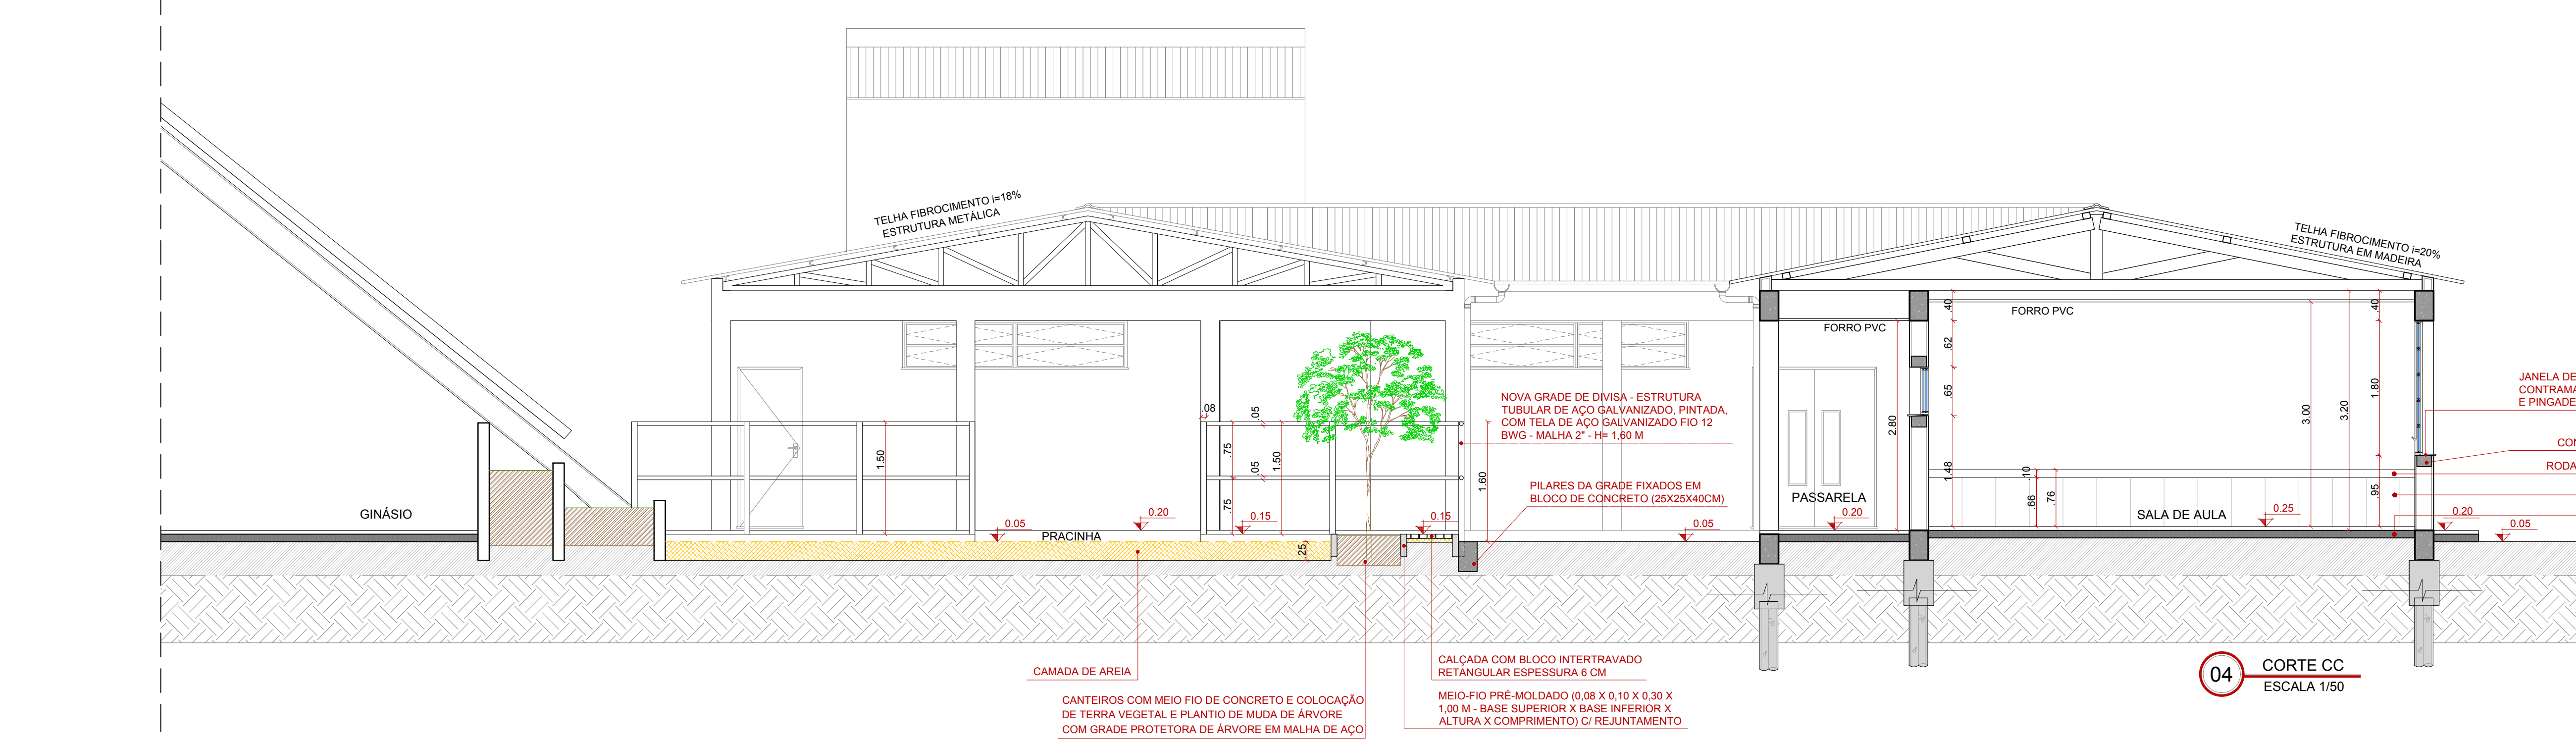 TELHA FIBROCIMENTO i=18%
ESTRUTURA METÁLICA
TELHA FIBROCIMENTO i=20%
ESTRUTURA EM MADEIRA
FORRO PVC
FORRO PVC
.40
.62
.65
1.48
2.80
.10
.66
.76
3.00
3.20
.40
1.80
.95
JANELA DE
CONTRAMA
E PINGADE
CON
RODA
NOVA GRADE DE DIVISA - ESTRUTURA
TUBULAR DE AÇO GALVANIZADO, PINTADA,
COM TELA DE AÇO GALVANIZADO FIO 12
BWG - MALHA 2" - H= 1,60 M
PILARES DA GRADE FIXADOS EM
BLOCO DE CONCRETO (25X25X40CM)
.08
.05
.75
.05
1.50
.75
1.50
1.60
GINÁSIO
PRACINHA
PASSARELA
SALA DE AULA
0.05
0.20
0.15
0.15
0.05
0.20
0.25
0.20
0.05
.25
CAMADA DE AREIA
CANTEIROS COM MEIO FIO DE CONCRETO E COLOCAÇÃO
DE TERRA VEGETAL E PLANTIO DE MUDA DE ÁRVORE
COM GRADE PROTETORA DE ÁRVORE EM MALHA DE AÇO
CALÇADA COM BLOCO INTERTRAVADO
RETANGULAR ESPESSURA 6 CM
MEIO-FIO PRÉ-MOLDADO (0,08 X 0,10 X 0,30 X
1,00 M - BASE SUPERIOR X BASE INFERIOR X
ALTURA X COMPRIMENTO) C/ REJUNTAMENTO
04
CORTE CC
ESCALA 1/50